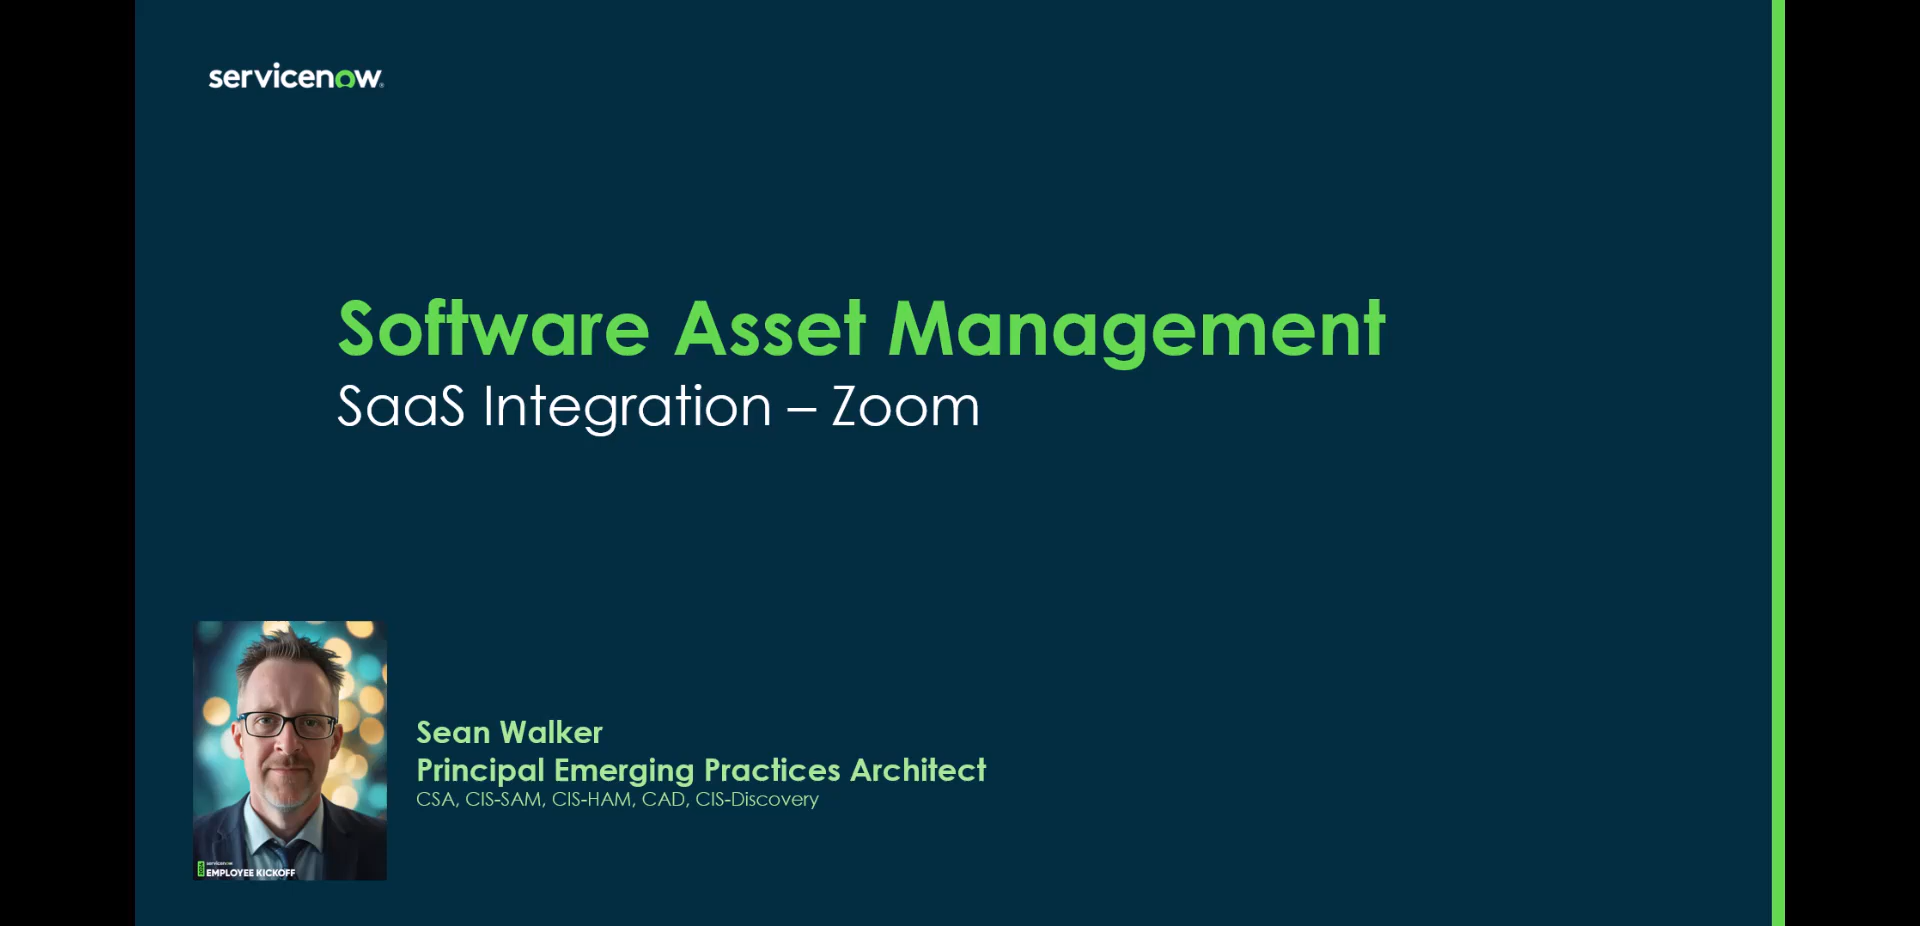 servicenow
Software Asset Management
SaaS Integration – Zoom
Sean Walker
Principal Emerging Practices Architect
CSA, CIS-SAM, CIS-HAM, CAD, CIS-Discovery
servicenow
EMPLOYEE KICKOFF